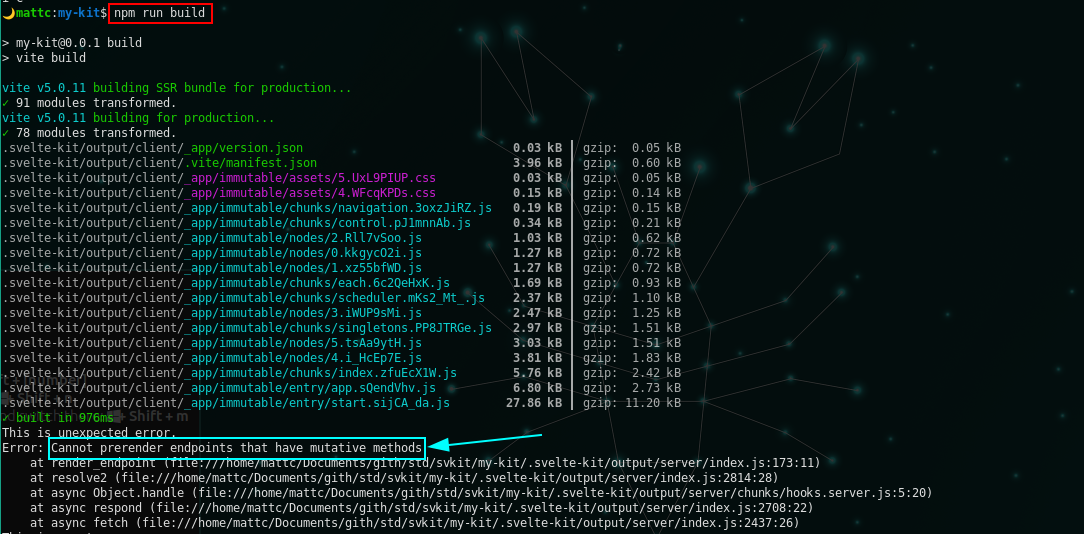 mattc:my-kit$ npm run build
> my-kit@0.0.1 build
> vite build
vite v5.0.11 building SSR bundle for production...
✓ 91 modules transformed.
vite v5.0.11 building for production...
✓ 78 modules transformed.
.svelte-kit/output/client/_app/version.json 0.03 kB │ gzip: 0.05 kB
.svelte-kit/output/client/.vite/manifest.json 3.96 kB │ gzip: 0.60 kB
.svelte-kit/output/client/_app/immutable/assets/5.UxL9PIUP.css 0.03 kB │ gzip: 0.05 kB
.svelte-kit/output/client/_app/immutable/assets/4.WFcqKPDs.css 0.15 kB │ gzip: 0.14 kB
.svelte-kit/output/client/_app/immutable/chunks/navigation.3oxzJiRZ.js 0.19 kB │ gzip: 0.15 kB
.svelte-kit/output/client/_app/immutable/chunks/control.pJ1mnnAb.js 0.34 kB │ gzip: 0.21 kB
.svelte-kit/output/client/_app/immutable/nodes/2.Rll7vSoo.js 1.03 kB │ gzip: 0.62 kB
.svelte-kit/output/client/_app/immutable/nodes/0.kkgycO2i.js 1.27 kB │ gzip: 0.72 kB
.svelte-kit/output/client/_app/immutable/nodes/1.xz55bfWD.js 1.27 kB │ gzip: 0.72 kB
.svelte-kit/output/client/_app/immutable/chunks/each.6c2QeHxK.js 1.69 kB │ gzip: 0.93 kB
.svelte-kit/output/client/_app/immutable/chunks/scheduler.mKs2_Mt_.js 2.37 kB │ gzip: 1.10 kB
.svelte-kit/output/client/_app/immutable/nodes/3.iWUP9sMi.js 2.47 kB │ gzip: 1.25 kB
.svelte-kit/output/client/_app/immutable/chunks/singletons.PP8JTRGe.js 2.97 kB │ gzip: 1.51 kB
.svelte-kit/output/client/_app/immutable/nodes/5.tsAa9ytH.js 3.03 kB │ gzip: 1.51 kB
.svelte-kit/output/client/_app/immutable/nodes/4.i_HcEp7E.js 3.81 kB │ gzip: 1.83 kB
.svelte-kit/output/client/_app/immutable/chunks/index.zfuEcX1W.js 5.76 kB │ gzip: 2.42 kB
.svelte-kit/output/client/_app/immutable/entry/app.sQendVhv.js 6.80 kB │ gzip: 2.73 kB
.svelte-kit/output/client/_app/immutable/entry/start.sijCA_da.js 27.86 kB │ gzip: 11.20 kB
✓ built in 976ms
This is unexpected error.
Error: Cannot prerender endpoints that have mutative methods
at render_endpoint (file:///home/mattc/Documents/gith/std/svkit/my-kit/.svelte-kit/output/server/index.js:173:11)
at resolve2 (file:///home/mattc/Documents/gith/std/svkit/my-kit/.svelte-kit/output/server/index.js:2814:28)
at async Object.handle (file:///home/mattc/Documents/gith/std/svkit/my-kit/.svelte-kit/output/server/chunks/hooks.server.js:5:20)
at async respond (file:///home/mattc/Documents/gith/std/svkit/my-kit/.svelte-kit/output/server/index.js:2708:22)
at async fetch (file:///home/mattc/Documents/gith/std/svkit/my-kit/.svelte-kit/output/server/index.js:2437:26)